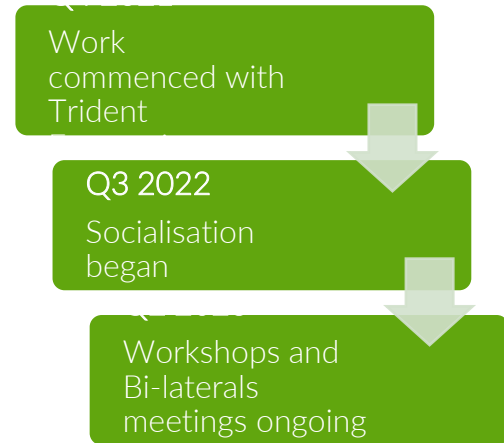 Work
commenced with
Trident
Q3 2022
Socialisation
began
Workshops and
Bi-laterals
meetings ongoing